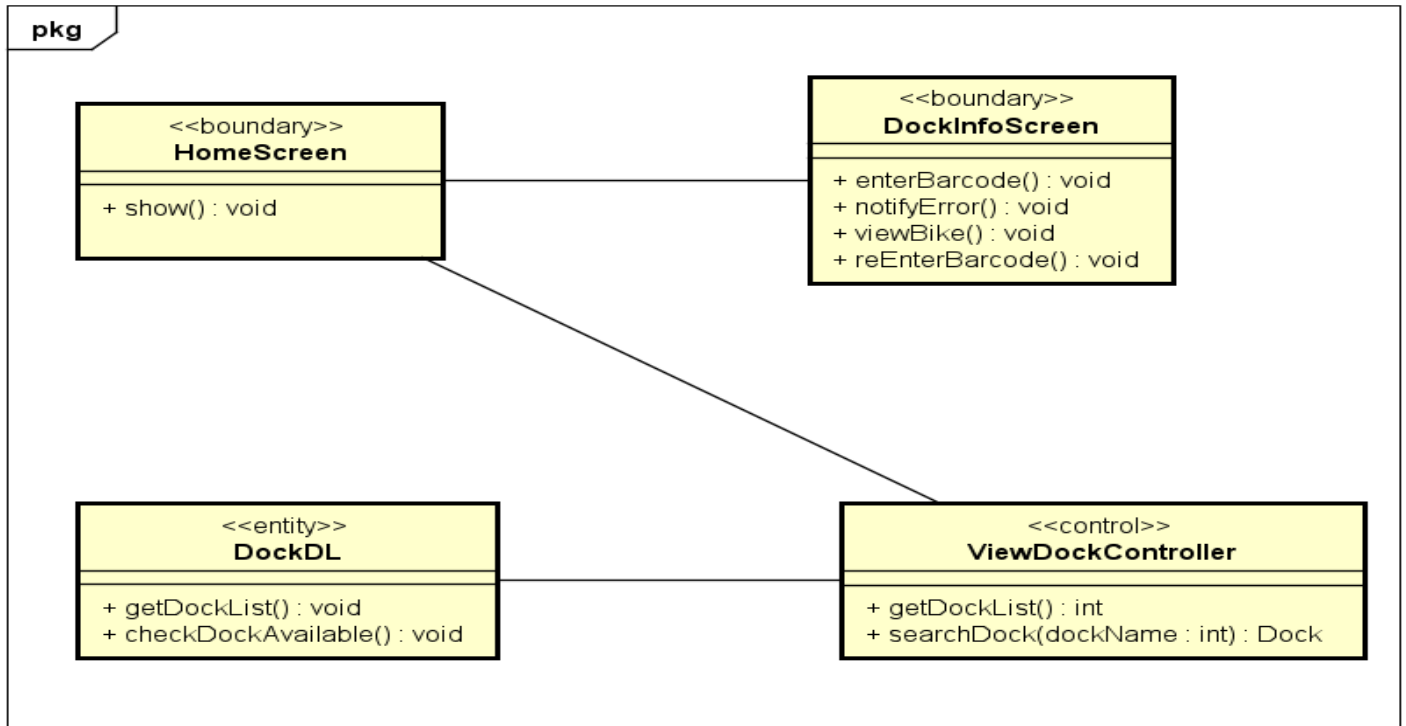 pkg
<<boundary>>
HomeScreen
+ show() : void
<<boundary>>
DockInfoScreen
+ enterBarcode() : void
+ notifyError() : void
+ viewBike() : void
+ reEnterBarcode() : void
<<entity>>
DockDL
+ getDockList() : void
+ checkDockAvailable() : void
<<control>>
ViewDockController
+ getDockList() : int
+ searchDock(dockName : int) : Dock